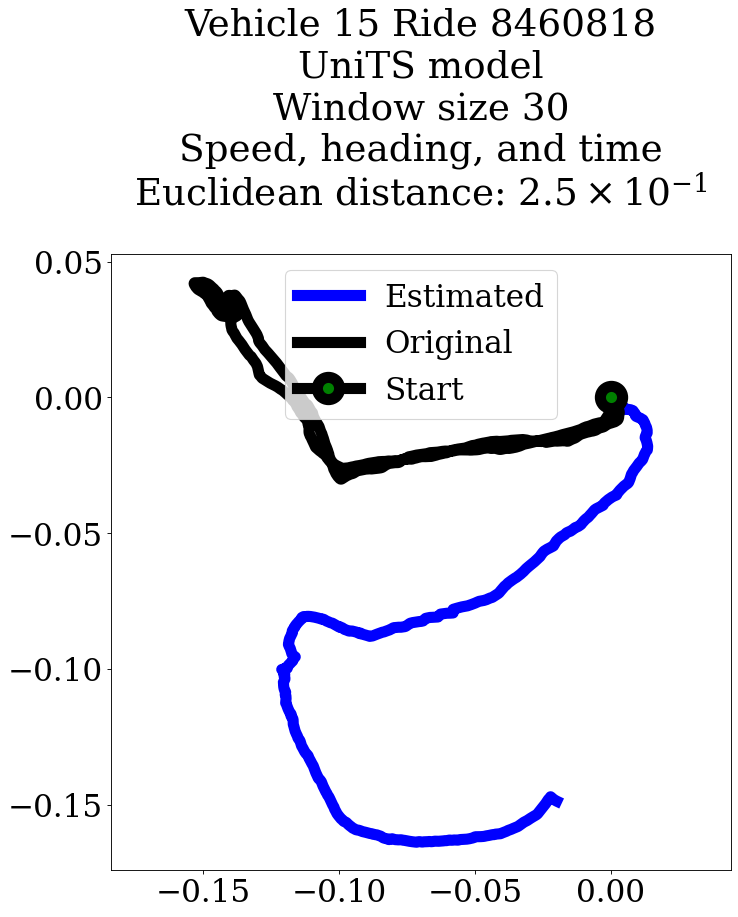 Vehicle 15 Ride 8460818
UniTS model
Window size 30
Speed, heading, and time
Euclidean distance: 2.5 × 10⁻¹
0.05
0.00
−0.05
−0.10
−0.15
Estimated
Original
Start
−0.15 −0.10 −0.05 0.00